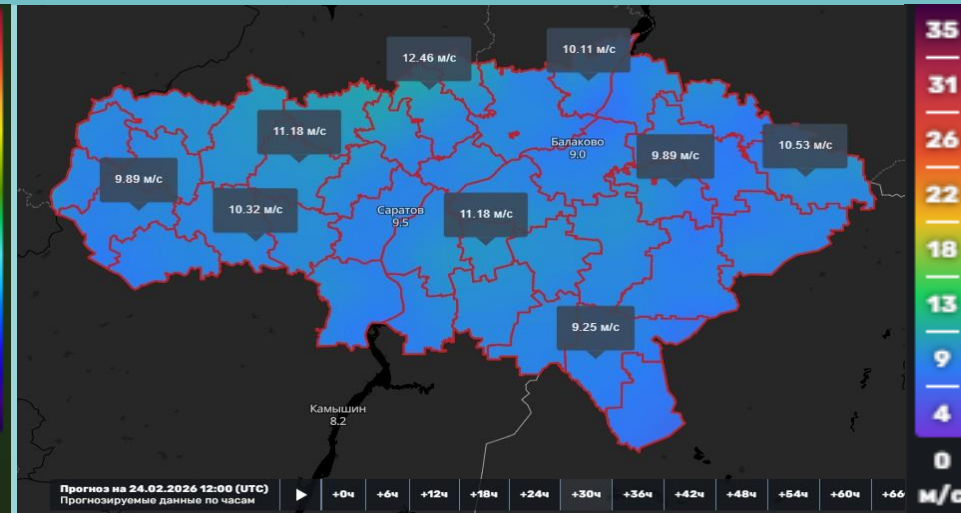 12.46 м/с
10.11 м/с
11.18 м/с
Балаково
9.0
9.89 м/с
10.53 м/с
9.89 м/с
10.32 м/с
Саратов
9.5
11.18 м/с
9.25 м/с
Камышин
8.2
35
31
26
22
18
13
9
4
0
м/с
Прогноз на 24.02.2026 12:00 (UTC)
Прогнозируемые данные по часам
+0ч +6ч +12ч +18ч +24ч +30ч +36ч +42ч +48ч +54ч +60ч +66